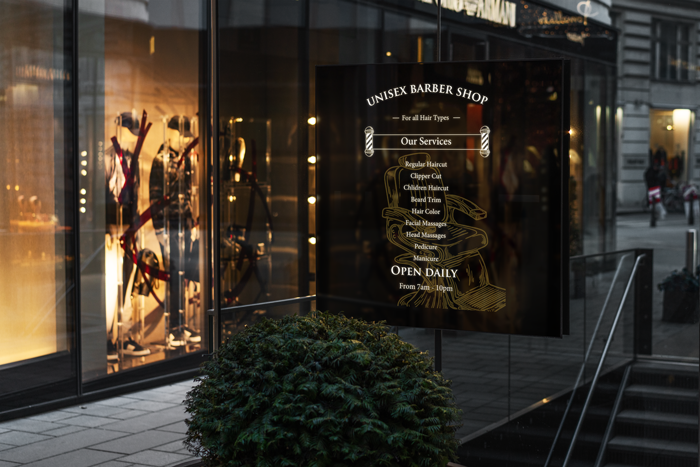 UNISEX BARBER SHOP
— For all Hair Types —
Our Services
Regular Haircut
Clipper Cut
Children Haircut
Beard Trim
Hair Color
Facial Massages
Head Massages
Pedicure
Manicure
OPEN DAILY
From 7am - 10pm